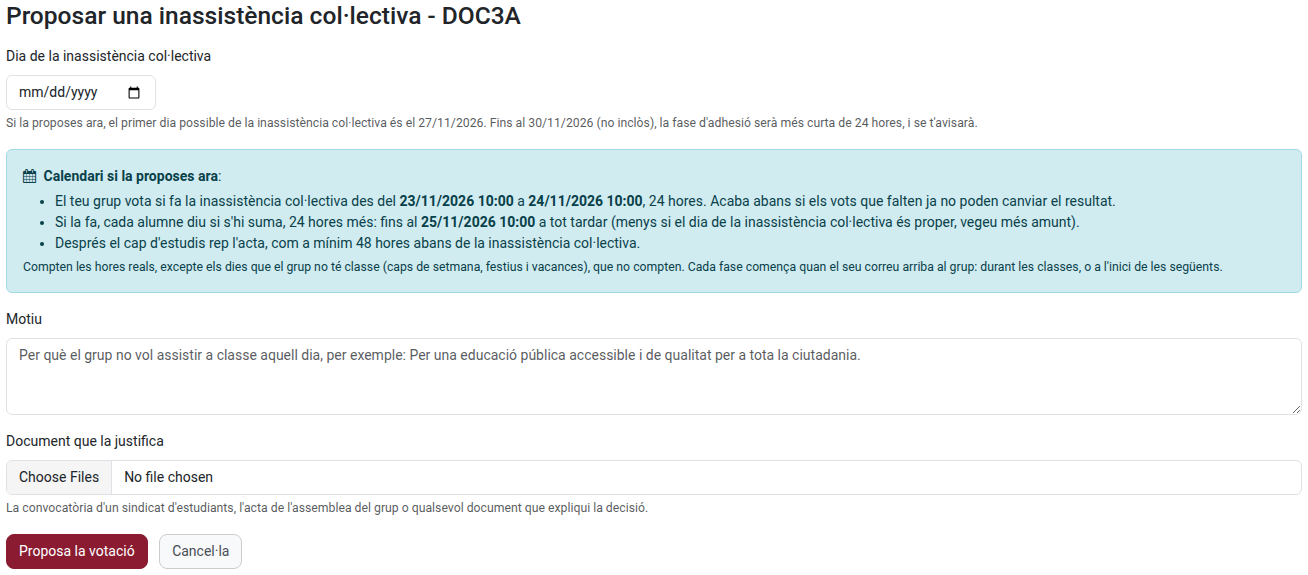 Proposar una inassistència col·lectiva - DOC3A
Dia de la inassistència col·lectiva
mm/dd/yyyy
Si la proposes ara, el primer dia possible de la inassistència col·lectiva és el 27/11/2026. Fins al 30/11/2026 (no inclòs), la fase d'adhesió serà més curta de 24 hores, i se t'avisarà.
Calendari si la proposes ara:
• El teu grup vota si fa la inassistència col·lectiva des del 23/11/2026 10:00 a 24/11/2026 10:00, 24 hores. Acaba abans si els vots que falten ja no poden canviar el resultat.
• Si la fa, cada alumne diu si s'hi suma, 24 hores més: fins al 25/11/2026 10:00 a tot tardar (menys si el dia de la inassistència col·lectiva és proper, vegeu més amunt).
• Després el cap d'estudis rep l'acta, com a mínim 48 hores abans de la inassistència col·lectiva.
Compten les hores reals, excepte els dies que el grup no té classe (caps de setmana, festius i vacances), que no compten. Cada fase comença quan el seu correu arriba al grup: durant les classes, o a l'inici de les següents.
Motiu
Per què el grup no vol assistir a classe aquell dia, per exemple: Per una educació pública accessible i de qualitat per a tota la ciutadania.
Document que la justifica
Choose Files No file chosen
La convocatòria d'un sindicat d'estudiants, l'acta de l'assemblea del grup o qualsevol document que expliqui la decisió.
Proposa la votació Cancel·la